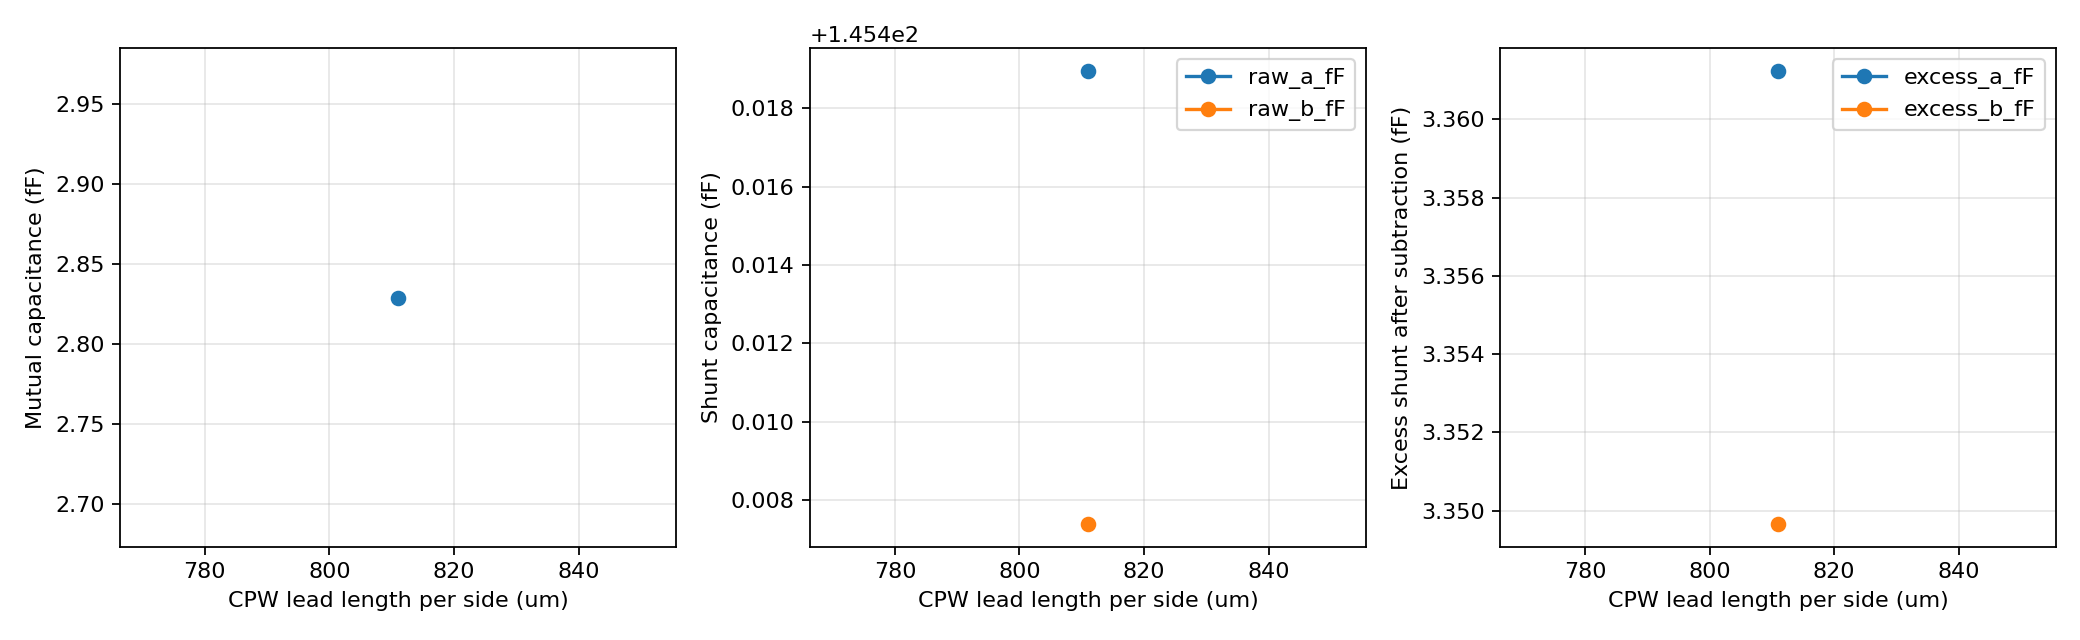 Mutual capacitance (fF)
2.95
2.90
2.85
2.80
2.75
2.70
780
800
820
840
CPW lead length per side (um)
+1.454e2
Shunt capacitance (fF)
0.018
0.016
0.014
0.012
0.010
0.008
raw_a_fF
raw_b_fF
780
800
820
840
CPW lead length per side (um)
Excess shunt after subtraction (fF)
3.360
3.358
3.356
3.354
3.352
3.350
excess_a_fF
excess_b_fF
780
800
820
840
CPW lead length per side (um)